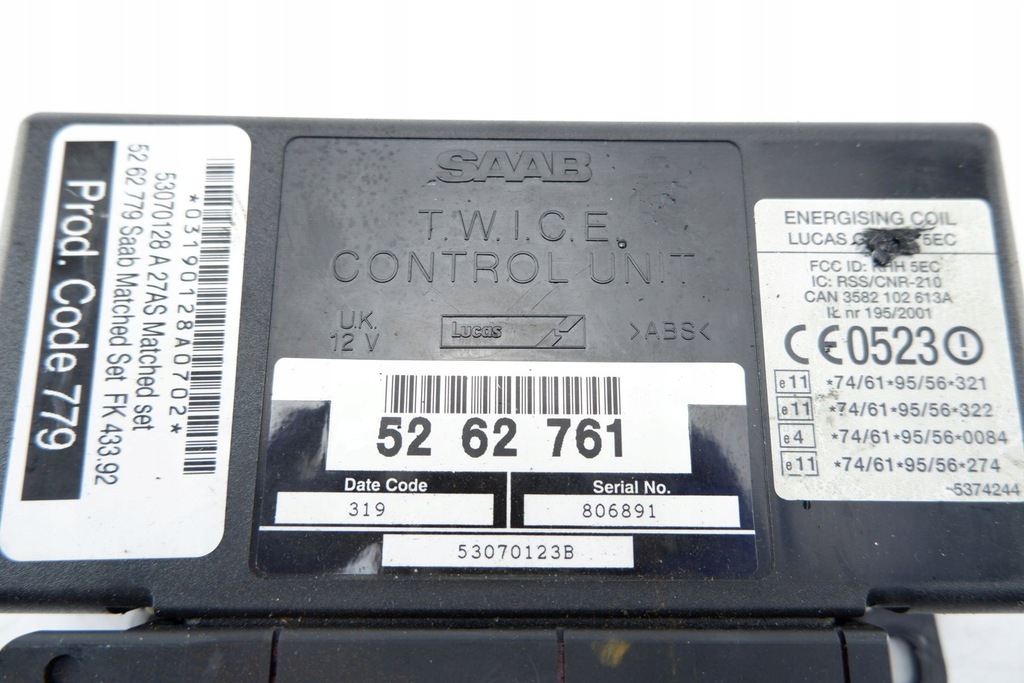 Prod. Code 779
52 62 779 Saab Matched Set FK 433.92
53070128 A 27AS Matched set
*03190128A0702*
SAAB
T.W.I.C.E.
CONTROL UNIT
U.K.
12 V
Lucas
>ABS<
52 62 761
Date Code
319
Serial No.
806891
53070123B
ENERGISING COIL
LUCAS 5EC
FCC ID: 5EC
IC: RSS/CNR-210
CAN 3582 102 613A
IŁ nr 195/2001
CE0523
e11 *74/61*95/56*321
e11 *74/61*95/56*322
e4 *74/61*95/56*0084
e11 *74/61*95/56*274
5374244